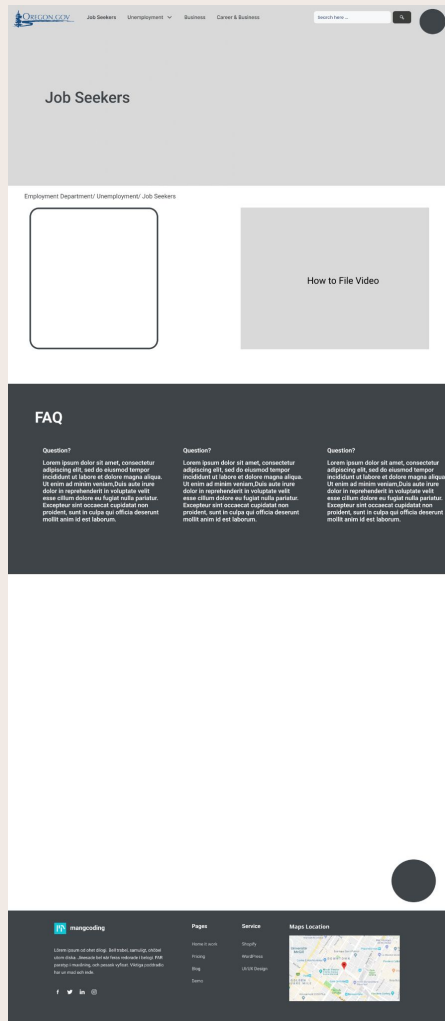 OREGON.GOV
Job Seekers
Unemployment
Business
Career & Business
Search here ...
Job Seekers
Employment Department/ Unemployment/ Job Seekers
How to File Video
FAQ
Question?
Lorem ipsum dolor sit amet, consectetur
adipiscing elit, sed do eiusmod tempor
incididunt ut labore et dolore magna aliqua.
Ut enim ad minim veniam,Duis aute irure
dolor in reprehenderit in voluptate velit
esse cillum dolore eu fugiat nulla pariatur.
Excepteur sint occaecat cupidatat non
proident, sunt in culpa qui officia deserunt
mollit anim id est laborum.
Question?
Lorem ipsum dolor sit amet, consectetur
adipiscing elit, sed do eiusmod tempor
incididunt ut labore et dolore magna aliqua.
Ut enim ad minim veniam,Duis aute irure
dolor in reprehenderit in voluptate velit
esse cillum dolore eu fugiat nulla pariatur.
Excepteur sint occaecat cupidatat non
proident, sunt in culpa qui officia deserunt
mollit anim id est laborum.
Question?
Lorem ipsum dolor sit amet, consectetur
adipiscing elit, sed do eiusmod tempor
incididunt ut labore et dolore magna aliqua.
Ut enim ad minim veniam,Duis aute irure
dolor in reprehenderit in voluptate velit
esse cillum dolore eu fugiat nulla pariatur.
Excepteur sint occaecat cupidatat non
proident, sunt in culpa qui officia deserunt
mollit anim id est laborum.
mangcoding
Pages
Home it work
Pricing
Blog
Demo
Service
Shopify
WordPress
UI/UX Design
Maps Location